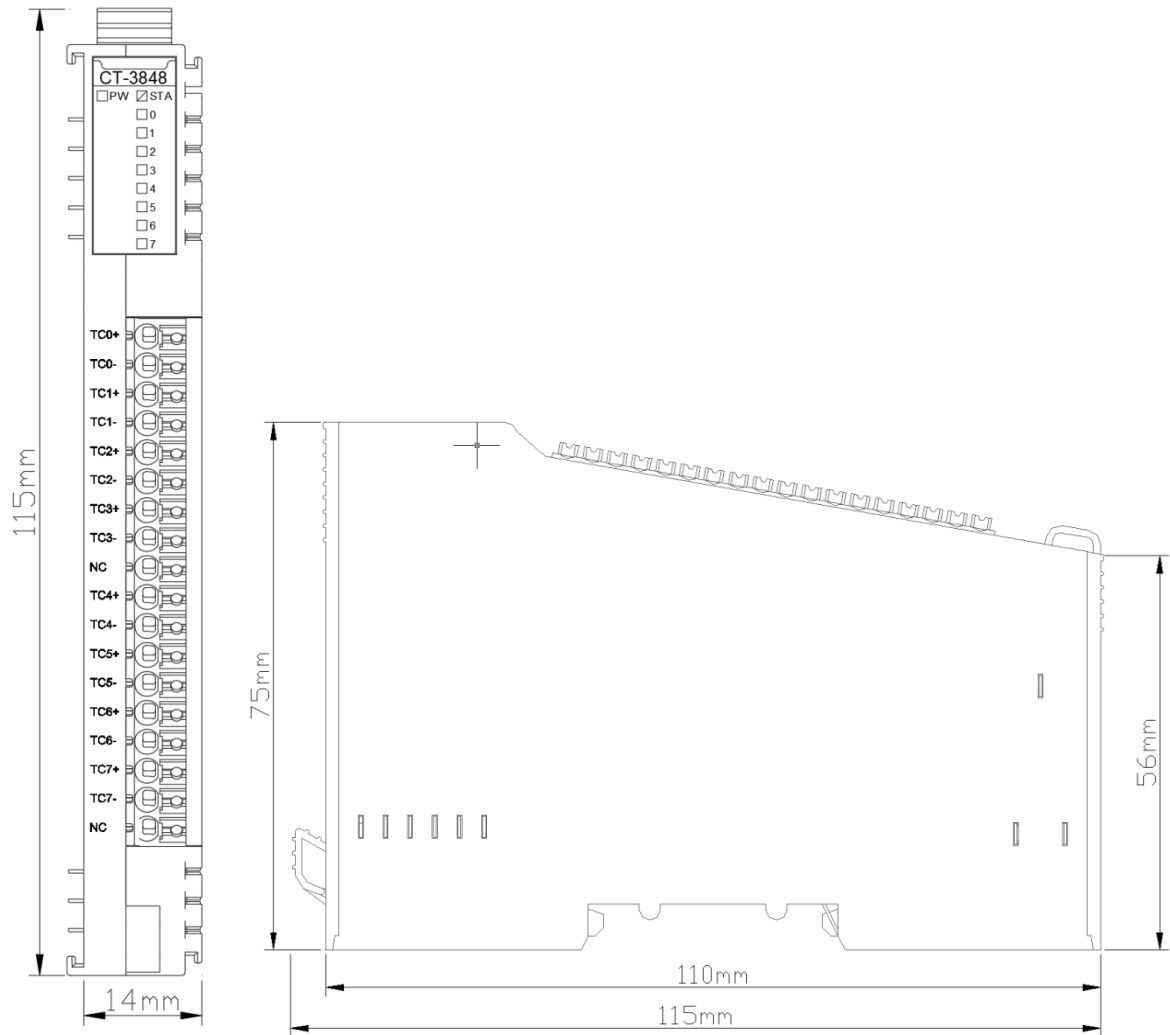 CT-3848
PW STA
0
1
2
3
4
5
6
7
TC0+
TC0-
TC1+
TC1-
TC2+
TC2-
TC3+
TC3-
NC
TC4+
TC4-
TC5+
TC5-
TC6+
TC6-
TC7+
TC7-
NC
115mm
14mm
75mm
56mm
110mm
115mm